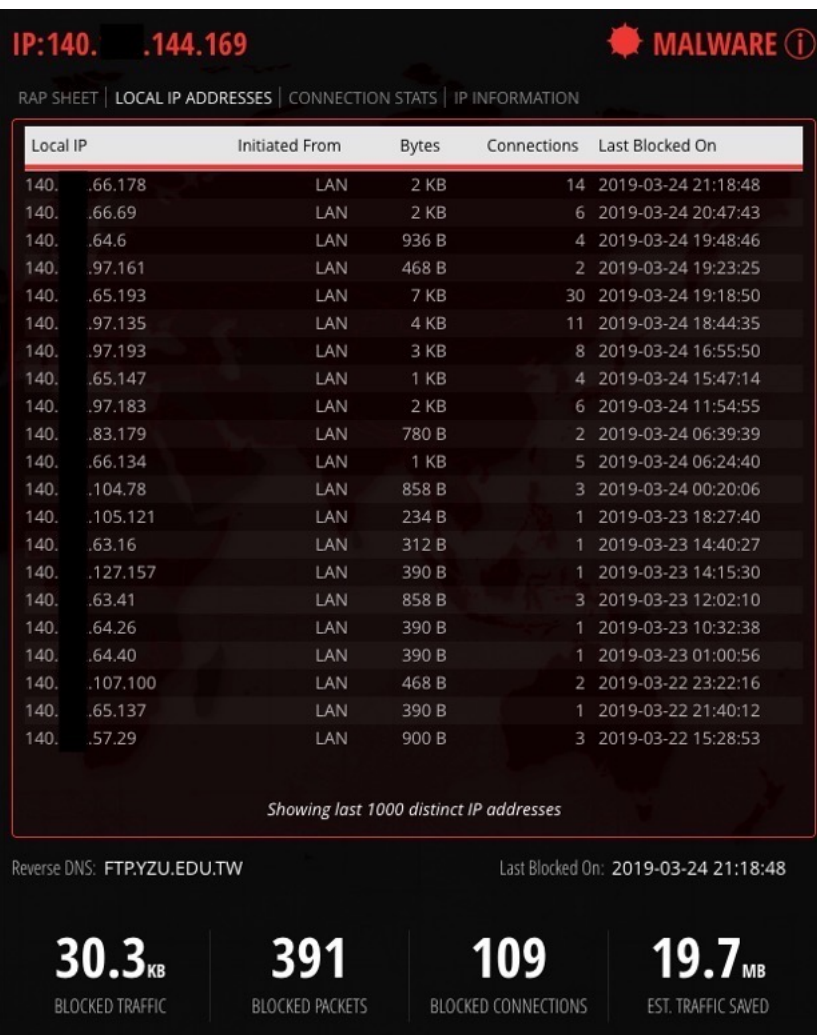 IP:140. .144.169 MALWARE i
RAP SHEET | LOCAL IP ADDRESSES | CONNECTION STATS | IP INFORMATION
Local IP Initiated From Bytes Connections Last Blocked On
140. .66.178 LAN 2 KB 14 2019-03-24 21:18:48
140. .66.69 LAN 2 KB 6 2019-03-24 20:47:43
140. .64.6 LAN 936 B 4 2019-03-24 19:48:46
140. .97.161 LAN 468 B 2 2019-03-24 19:23:25
140. .65.193 LAN 7 KB 30 2019-03-24 19:18:50
140. .97.135 LAN 4 KB 11 2019-03-24 18:44:35
140. .97.193 LAN 3 KB 8 2019-03-24 16:55:50
140. .65.147 LAN 1 KB 4 2019-03-24 15:47:14
140. .97.183 LAN 2 KB 6 2019-03-24 11:54:55
140. .83.179 LAN 780 B 2 2019-03-24 06:39:39
140. .66.134 LAN 1 KB 5 2019-03-24 06:24:40
140. .104.78 LAN 858 B 3 2019-03-24 00:20:06
140. .105.121 LAN 234 B 1 2019-03-23 18:27:40
140. .63.16 LAN 312 B 1 2019-03-23 14:40:27
140. .127.157 LAN 390 B 1 2019-03-23 14:15:30
140. .63.41 LAN 858 B 3 2019-03-23 12:02:10
140. .64.26 LAN 390 B 1 2019-03-23 10:32:38
140. .64.40 LAN 390 B 1 2019-03-23 01:00:56
140. .107.100 LAN 468 B 2 2019-03-22 23:22:16
140. .65.137 LAN 390 B 1 2019-03-22 21:40:12
140. .57.29 LAN 900 B 3 2019-03-22 15:28:53
Showing last 1000 distinct IP addresses
Reverse DNS: FTP.YZU.EDU.TW Last Blocked On: 2019-03-24 21:18:48
30.3 KB 391 109 19.7 MB
BLOCKED TRAFFIC BLOCKED PACKETS BLOCKED CONNECTIONS EST. TRAFFIC SAVED